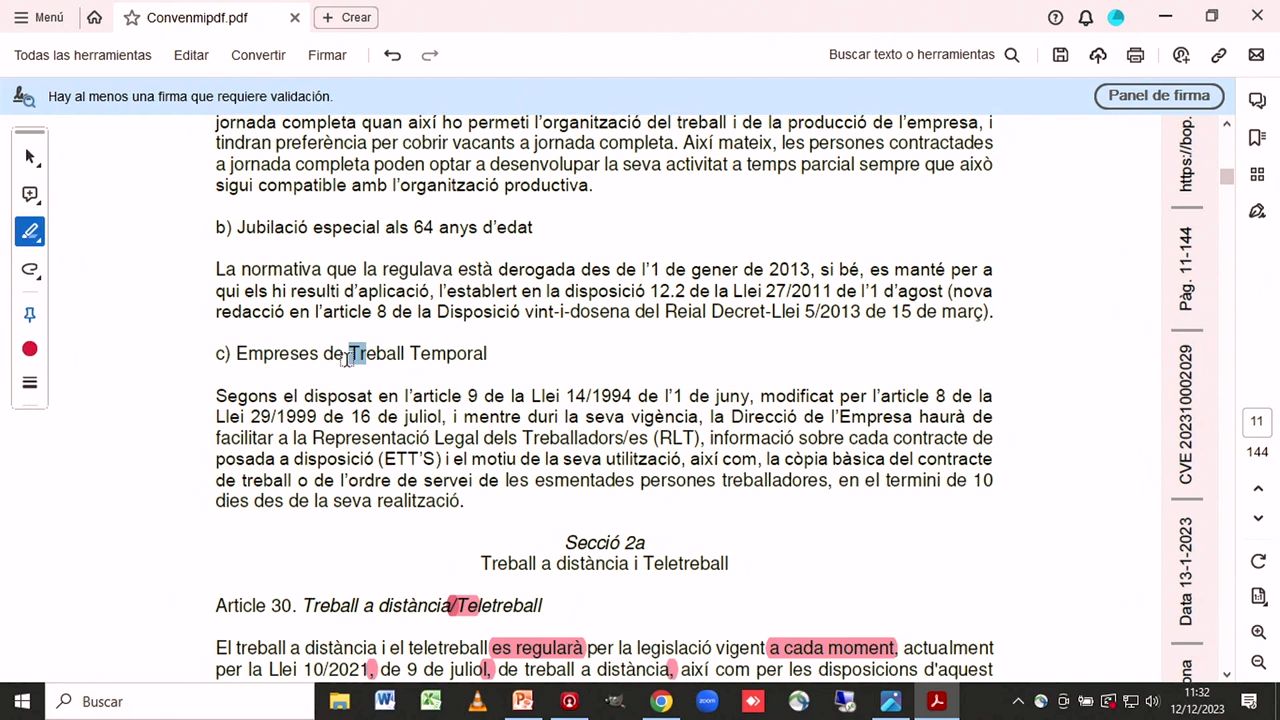 Menú
Convenmipdf.pdf
Crear
Todas las herramientas
Editar
Convertir
Firmar
Buscar texto o herramientas
Hay al menos una firma que requiere validación.
Panel de firma
jornada completa quan així ho permeti l'organització del treball i de la producció de l'empresa, i
tindran preferència per cobrir vacants a jornada completa. Així mateix, les persones contractades
a jornada completa poden optar a desenvolupar la seva activitat a temps parcial sempre que això
sigui compatible amb l'organització productiva.
b) Jubilació especial als 64 anys d'edat
La normativa que la regulava està derogada des de l'1 de gener de 2013, si bé, es manté per a
qui els hi resulti d'aplicació, l'establert en la disposició 12.2 de la Llei 27/2011 de l'1 d'agost (nova
redacció en l'article 8 de la Disposició vint-i-dosena del Reial Decret-Llei 5/2013 de 15 de març).
c) Empreses de Treball Temporal
Segons el disposat en l'article 9 de la Llei 14/1994 de l'1 de juny, modificat per l'article 8 de la
Llei 29/1999 de 16 de juliol, i mentre duri la seva vigència, la Direcció de l'Empresa haurà de
facilitar a la Representació Legal dels Treballadors/es (RLT), informació sobre cada contracte de
posada a disposició (ETT'S) i el motiu de la seva utilització, així com, la còpia bàsica del contracte
de treball o de l'ordre de servei de les esmentades persones treballadores, en el termini de 10
dies des de la seva realització.
Secció 2a
Treball a distància i Teletreball
Article 30. Treball a distància/Teletreball
El treball a distància i el teletreball es regularà per la legislació vigent a cada moment, actualment
per la Llei 10/2021, de 9 de juliol, de treball a distància, així com per les disposicions d'aquest
https://bop.
Pàg. 11-144
CVE 202310002029
Data 13-1-2023
ona
11
144
Buscar
11:32
12/12/2023
zoom